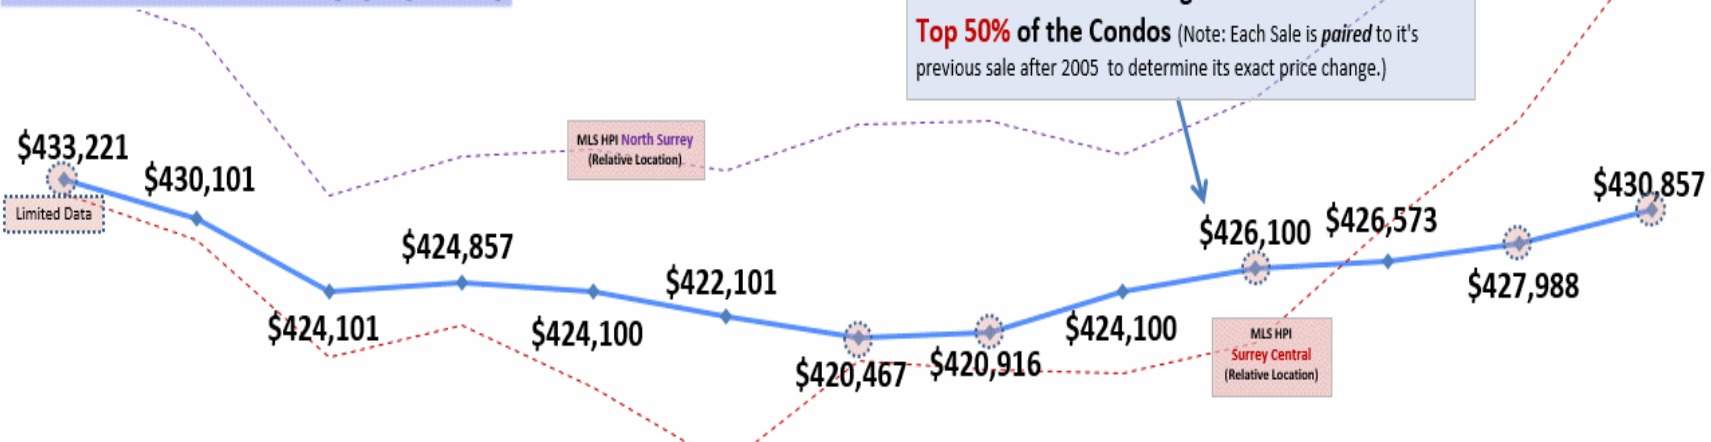 Top 50% of the Condos (Note: Each Sale is paired to it's
previous sale after 2005 to determine its exact price change.)
MLS HPI North Surrey
(Relative Location)
$433,221
$430,101
Limited Data
$424,101
$424,857
$424,100
$422,101
$420,467
$420,916
$424,100
$426,100
$426,573
$427,988
$430,857
MLS HPI
Surrey Central
(Relative Location)